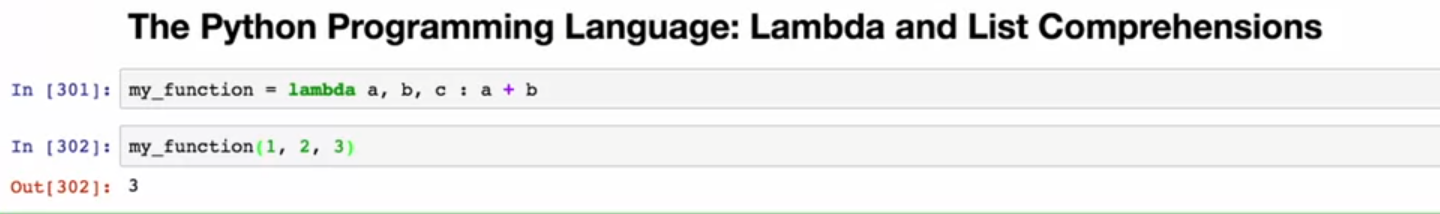 The Python Programming Language: Lambda and List Comprehensions
In [301]: my_function = lambda a, b, c : a + b
In [302]: my_function(1, 2, 3)
Out[302]: 3